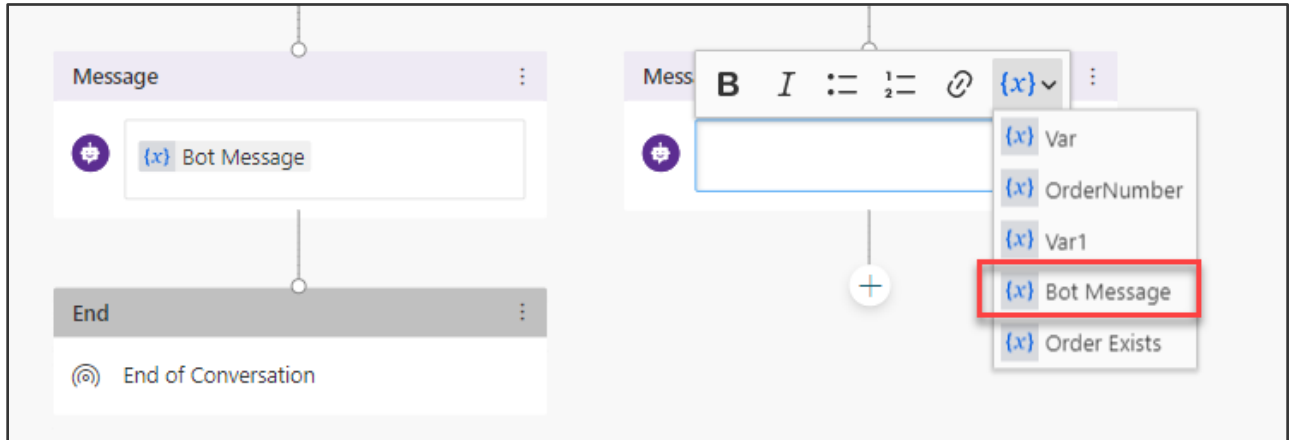 Message
{x} Bot Message
End
End of Conversation
Mess
B I {x}
{x} Var
{x} OrderNumber
{x} Var1
{x} Bot Message
{x} Order Exists